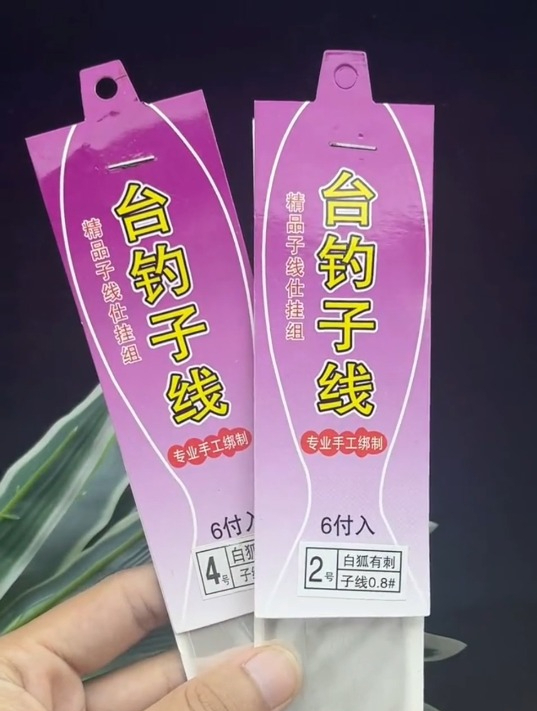 台钓子线
精品子线仕挂组
专业手工绑制
6付
4号
白狐
台钓子线
精品子线仕挂组
专业手工绑制
6付入
2号
白狐有刺
子线0.8#